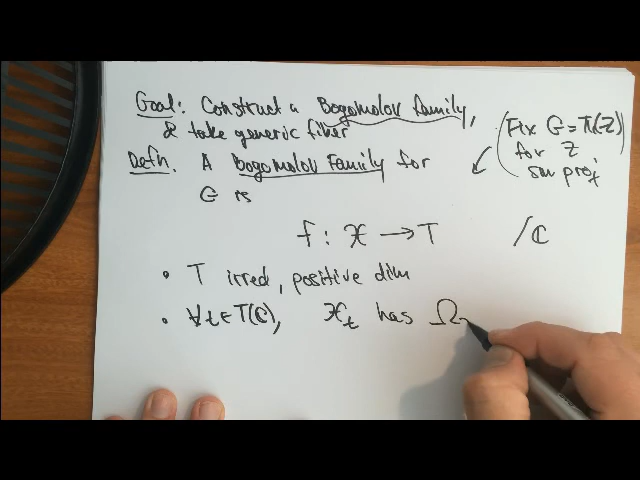 Goal: Construct a Bogomolov Family,
& take generic fiber
Defn. A Bogomolov Family for
G is
(Fix G = π(Z)
for Z
sm proj)
f : X → T /ℂ
• T irred, positive dim
• ∀t∈T(ℂ), X_t has Ω